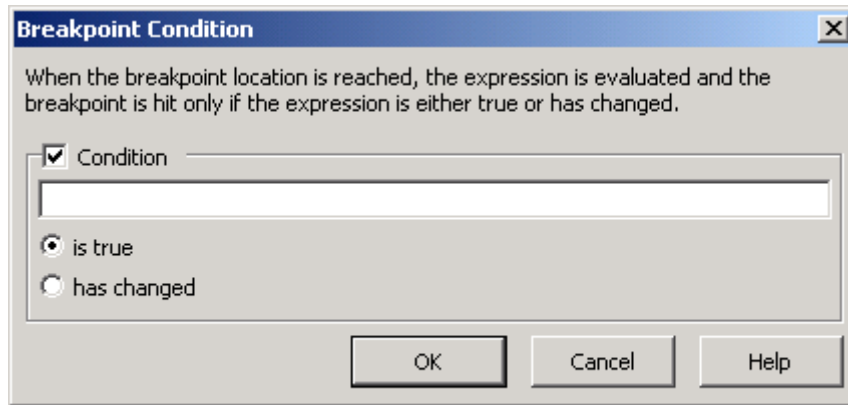 Breakpoint Condition
When the breakpoint location is reached, the expression is evaluated and the
breakpoint is hit only if the expression is either true or has changed.
Condition
is true
has changed
OK Cancel Help